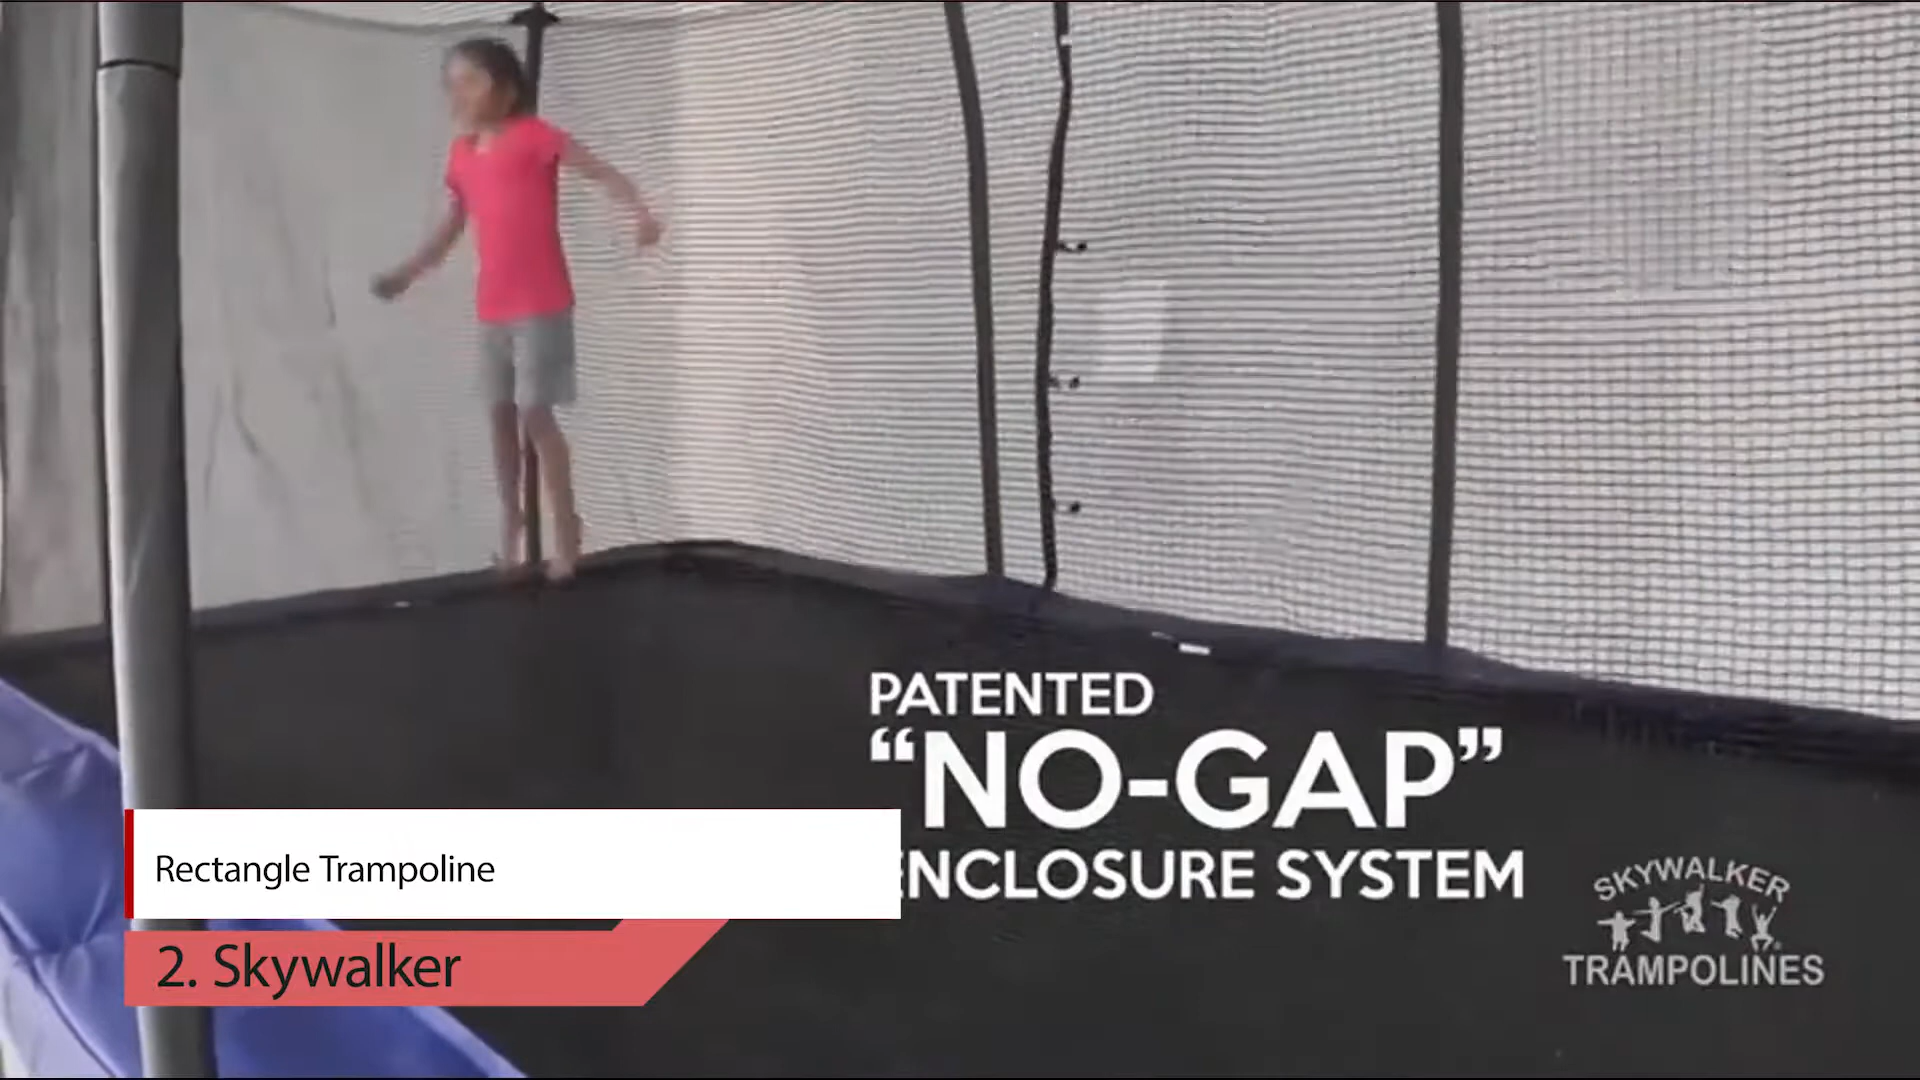 PATENTED
“NO-GAP”
ENCLOSURE SYSTEM
Rectangle Trampoline
2. Skywalker
SKYWALKER
TRAMPOLINES